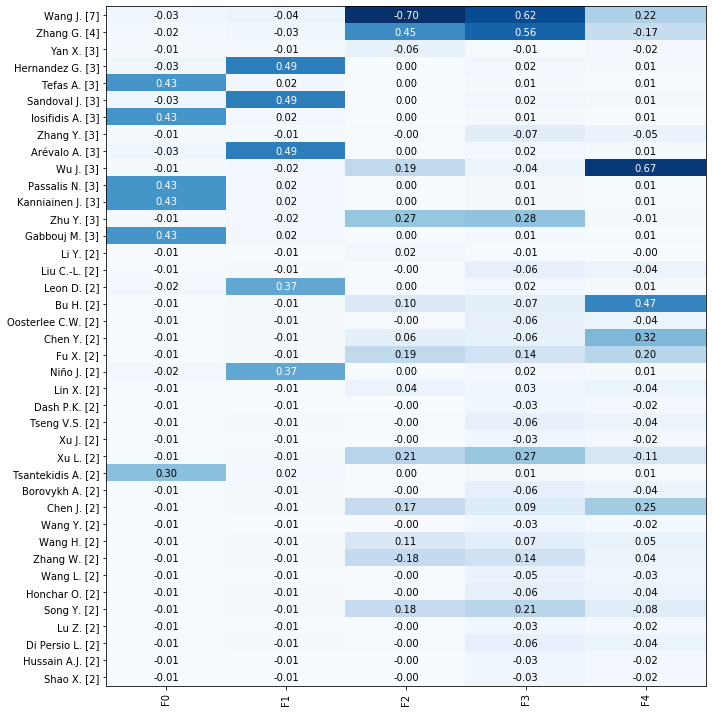 Wang J. [7] -0.03 -0.04 -0.70 0.62 0.22
Zhang G. [4] -0.02 -0.03 0.45 0.56 -0.17
Yan X. [3] -0.01 -0.01 -0.06 -0.01 -0.02
Hernandez G. [3] -0.03 0.49 0.00 0.02 0.01
Tefas A. [3] 0.43 0.02 0.00 0.01 0.01
Sandoval J. [3] -0.03 0.49 0.00 0.02 0.01
Iosifidis A. [3] 0.43 0.02 0.00 0.01 0.01
Zhang Y. [3] -0.01 -0.01 -0.00 -0.07 -0.05
Arévalo A. [3] -0.03 0.49 0.00 0.02 0.01
Wu J. [3] -0.01 -0.02 0.19 -0.04 0.67
Passalis N. [3] 0.43 0.02 0.00 0.01 0.01
Kanniainen J. [3] 0.43 0.02 0.00 0.01 0.01
Zhu Y. [3] -0.01 -0.02 0.27 0.28 -0.01
Gabbouj M. [3] 0.43 0.02 0.00 0.01 0.01
Li Y. [2] -0.01 -0.01 0.02 -0.01 -0.00
Liu C.-L. [2] -0.01 -0.01 -0.00 -0.06 -0.04
Leon D. [2] -0.02 0.37 0.00 0.02 0.01
Bu H. [2] -0.01 -0.01 0.10 -0.07 0.47
Oosterlee C.W. [2] -0.01 -0.01 -0.00 -0.06 -0.04
Chen Y. [2] -0.01 -0.01 0.06 -0.06 0.32
Fu X. [2] -0.01 -0.01 0.19 0.14 0.20
Niño J. [2] -0.02 0.37 0.00 0.02 0.01
Lin X. [2] -0.01 -0.01 0.04 0.03 -0.04
Dash P.K. [2] -0.01 -0.01 -0.00 -0.03 -0.02
Tseng V.S. [2] -0.01 -0.01 -0.00 -0.06 -0.04
Xu J. [2] -0.01 -0.01 -0.00 -0.03 -0.02
Xu L. [2] -0.01 -0.01 0.21 0.27 -0.11
Tsantekidis A. [2] 0.30 0.02 0.00 0.01 0.01
Borovykh A. [2] -0.01 -0.01 -0.00 -0.06 -0.04
Chen J. [2] -0.01 -0.01 0.17 0.09 0.25
Wang Y. [2] -0.01 -0.01 -0.00 -0.03 -0.02
Wang H. [2] -0.01 -0.01 0.11 0.07 0.05
Zhang W. [2] -0.01 -0.01 -0.18 0.14 0.04
Wang L. [2] -0.01 -0.01 -0.00 -0.05 -0.03
Honchar O. [2] -0.01 -0.01 -0.00 -0.06 -0.04
Song Y. [2] -0.01 -0.01 0.18 0.21 -0.08
Lu Z. [2] -0.01 -0.01 -0.00 -0.03 -0.02
Di Persio L. [2] -0.01 -0.01 -0.00 -0.06 -0.04
Hussain A.J. [2] -0.01 -0.01 -0.00 -0.03 -0.02
Shao X. [2] -0.01 -0.01 -0.00 -0.03 -0.02
F0 F1 F2 F3 F4